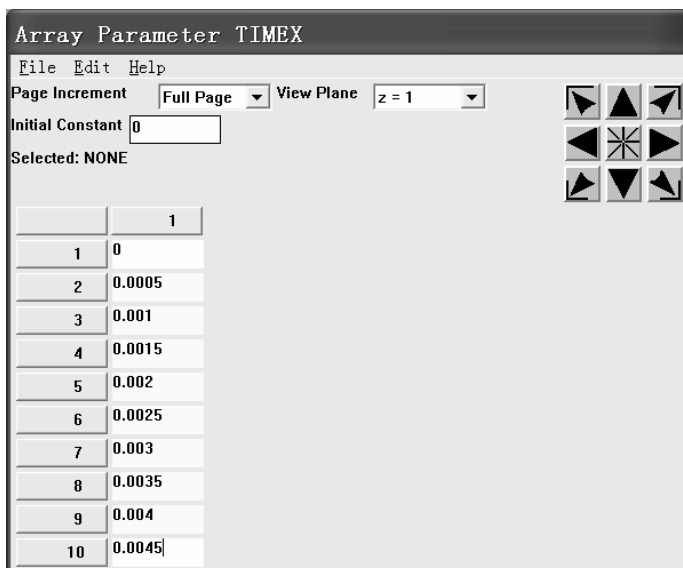 Array Parameter TIMEX
File Edit Help
Page Increment Full Page View Plane z = 1
Initial Constant 0
Selected: NONE
1
1 0
2 0.0005
3 0.001
4 0.0015
5 0.002
6 0.0025
7 0.003
8 0.0035
9 0.004
10 0.0045